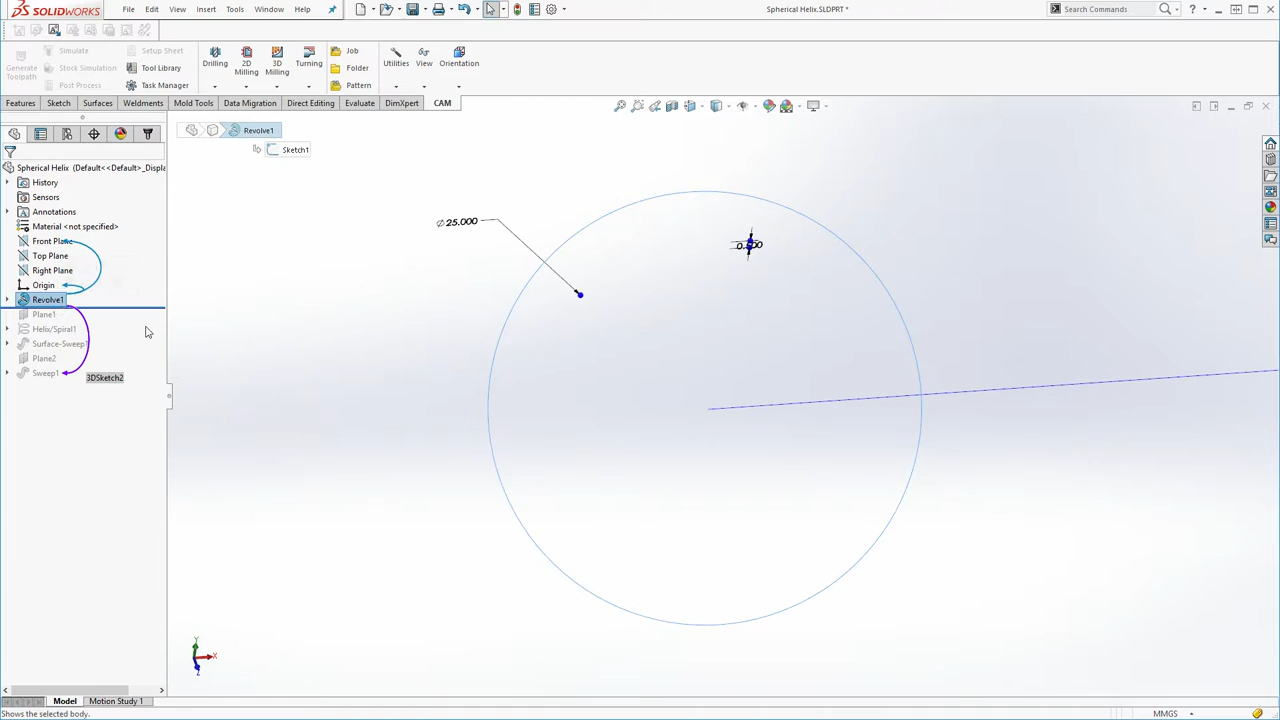 SOLIDWORKS
File Edit View Insert Tools Window Help
Spherical Helix.SLDPRT *
Search Commands
Generate Toolpath
Simulate
Stock Simulation
Post Process
Setup Sheet
Tool Library
Task Manager
Drilling
2D Milling
3D Milling
Turning
Job
Folder
Pattern
Utilities
View
Orientation
Features Sketch Surfaces Weldments Mold Tools Data Migration Direct Editing Evaluate DimXpert CAM
Revolve1
Sketch1
Spherical Helix (Default<<Default>_Displa
History
Sensors
Annotations
Material <not specified>
Front Plane
Top Plane
Right Plane
Origin
Revolve1
Plane1
Helix/Spiral1
Surface-Sweep1
Plane2
Sweep1
3DSketch2
Ø25.000
Y
X
Z
Model Motion Study 1
Shows the selected body.
MMGS